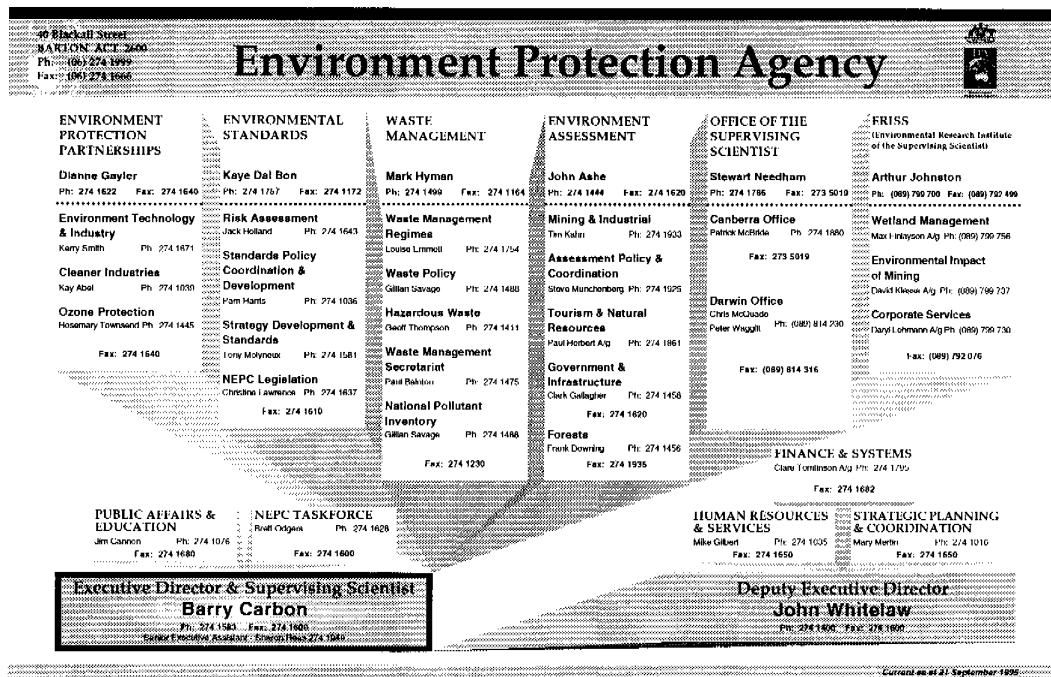 40 Blackall Street
BARTON ACT 2600
Ph: (06) 274 1999
Fax: (06) 274 1666
Environment Protection Agency
ENVIRONMENT
PROTECTION
PARTNERSHIPS
Dianne Gayler
Ph: 274 1622 Fax: 274 1640
Environment Technology
& Industry
Kerry Smith Ph 274 1671
Cleaner Industries
Kay Abel Ph 274 1039
Ozone Protection
Rosemary Townsend Ph 274 1445
Fax: 274 1640
ENVIRONMENTAL
STANDARDS
Kaye Dal Bon
Ph: 274 1757 Fax: 274 1172
Risk Assessment
Jack Holland Ph: 274 1643
Standards Policy
Coordination &
Development
Pam Harris Ph: 274 1036
Strategy Development &
Standards
Tony Molyneux Ph: 274 1581
NEPC Legislation
Christine Lawrence Ph 274 1637
Fax: 274 1610
WASTE
MANAGEMENT
Mark Hyman
Ph: 274 1499 Fax: 274 1164
Waste Management
Regimes
Louise Emmett Ph: 274 1754
Waste Policy
Gillian Savage Ph: 274 1488
Hazardous Waste
Geoff Thompson Ph: 274 1411
Waste Management
Secretariat
Paul Bainton Ph: 274 1475
National Pollutant
Inventory
Gillian Savage Ph: 274 1488
Fax: 274 1230
ENVIRONMENT
ASSESSMENT
John Ashe
Ph: 274 1444 Fax: 274 1620
Mining & Industrial
Tim Kahn Ph: 274 1933
Assessment Policy &
Coordination
Steve Munchenberg Ph: 274 1925
Tourism & Natural
Resources
Paul Herbert A/g Ph: 274 1861
Government &
Infrastructure
Clark Gallagher Ph: 274 1458
Fax: 274 1620
Forests
Frank Downing Ph: 274 1456
Fax: 274 1935
OFFICE OF THE
SUPERVISING
SCIENTIST
Stewart Needham
Ph: 274 1786 Fax: 273 5019
Canberra Office
Patrick McBride Ph: 274 1880
Fax: 273 5019
Darwin Office
Chris McQuade
Peter Waggitt Ph: (089) 814 230
Fax: (089) 814 316
ERISS
(Environmental Research Institute
of the Supervising Scientist)
Arthur Johnston
Ph: (089) 799 700 Fax: (089) 792 499
Wetland Management
Max Finlayson A/g Ph: (089) 799 756
Environmental Impact
of Mining
David Klessa A/g Ph: (089) 799 737
Corporate Services
Daryl Lehmann A/g Ph (089) 799 730
Fax: (089) 792 076
FINANCE & SYSTEMS
Clare Tomlinson A/g Ph: 274 1795
Fax: 274 1682
PUBLIC AFFAIRS &
EDUCATION
Jim Cannon Ph: 274 1076
Fax: 274 1680
NEPC TASKFORCE
Brett Odgers Ph 274 1628
Fax: 274 1600
HUMAN RESOURCES
& SERVICES
Mike Gilbert Ph: 274 1035
Fax: 274 1650
STRATEGIC PLANNING
& COORDINATION
Mary Mertin Ph: 274 1016
Fax: 274 1650
Executive Director & Supervising Scientist
Barry Carbon
Ph: 274 1583 Fax: 274 1600
Senior Executive Assistant : Sharon 274 1949
Deputy Executive Director
John Whitelaw
Ph: 274 1400 Fax: 274 1600
Current as at 21 September 1995